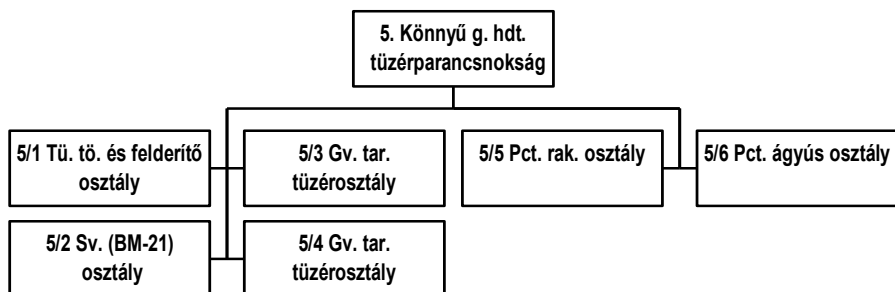 5. Könnyű g. hdt.
tüzérparancsnokság
5/1 Tü. tö. és felderítő
osztály
5/3 Gv. tar.
tüzérosztály
5/5 Pct. rak. osztály
5/6 Pct. ágyús osztály
5/2 Sv. (BM-21)
osztály
5/4 Gv. tar.
tüzérosztály